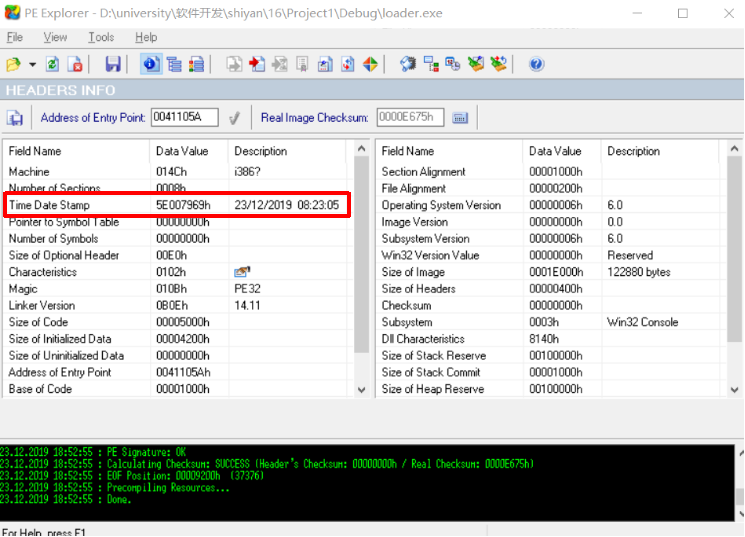 PE Explorer - D:\university\软件开发\shiyan\16\Project1\Debug\loader.exe
File View Tools Help
HEADERS INFO
Address of Entry Point: 0041105A Real Image Checksum: 0000E675h
Field Name Data Value Description
Machine 014Ch i386?
Number of Sections 0008h
Time Date Stamp 5E007969h 23/12/2019 08:23:05
Pointer to Symbol Table 00000000h
Number of Symbols 00000000h
Size of Optional Header 00E0h
Characteristics 0102h
Magic 010Bh PE32
Linker Version 0B0Eh 14.11
Size of Code 00005000h
Size of Initialized Data 00004200h
Size of Uninitialized Data 00000000h
Address of Entry Point 0041105Ah
Base of Code 00001000h
Field Name Data Value Description
Section Alignment 00001000h
File Alignment 00000200h
Operating System Version 00000006h 6.0
Image Version 00000000h 0.0
Subsystem Version 00000006h 6.0
Win32 Version Value 00000000h Reserved
Size of Image 0001E000h 122880 bytes
Size of Headers 00000400h
Checksum 00000000h
Subsystem 0003h Win32 Console
Dll Characteristics 8140h
Size of Stack Reserve 00100000h
Size of Stack Commit 00001000h
Size of Heap Reserve 00100000h
23.12.2019 18:52:55 : PE Signature: OK
23.12.2019 18:52:55 : Calculating Checksum: SUCCESS (Header's Checksum: 00000000h / Real Checksum: 0000E675h)
23.12.2019 18:52:55 : EOF Position: 00009200h (37376)
23.12.2019 18:52:55 : Precompiling Resources...
23.12.2019 18:52:55 : Done.
For Help, press F1